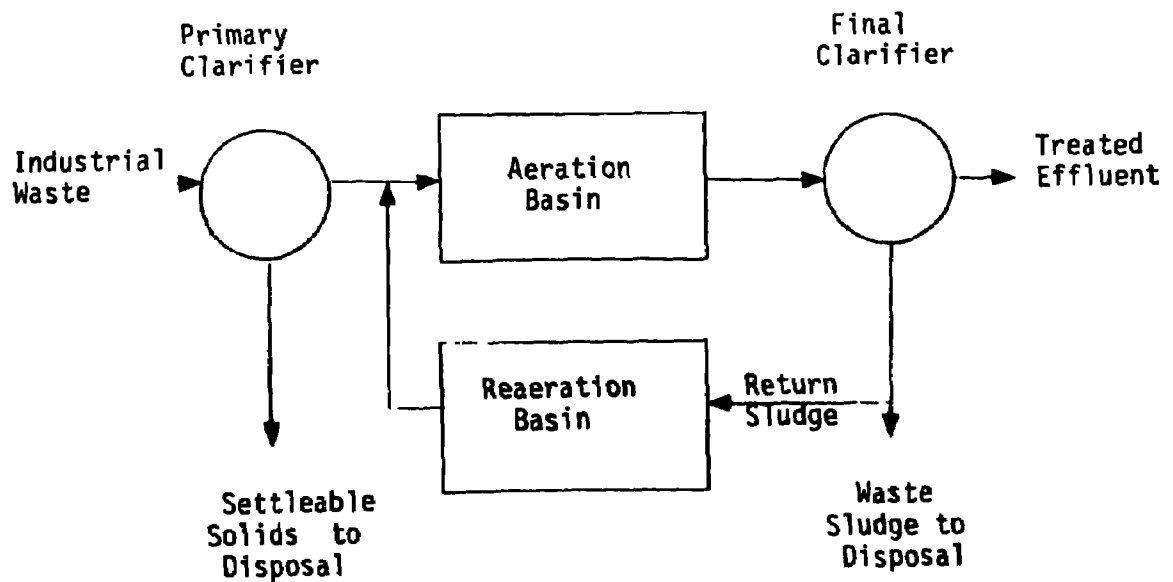 Primary
Clarifier
Final
Clarifier
Industrial
Waste
Aeration
Basin
Treated
Effluent
Reaeration
Basin
Return
Sludge
Settleable
Solids to
Disposal
Waste
Sludge to
Disposal